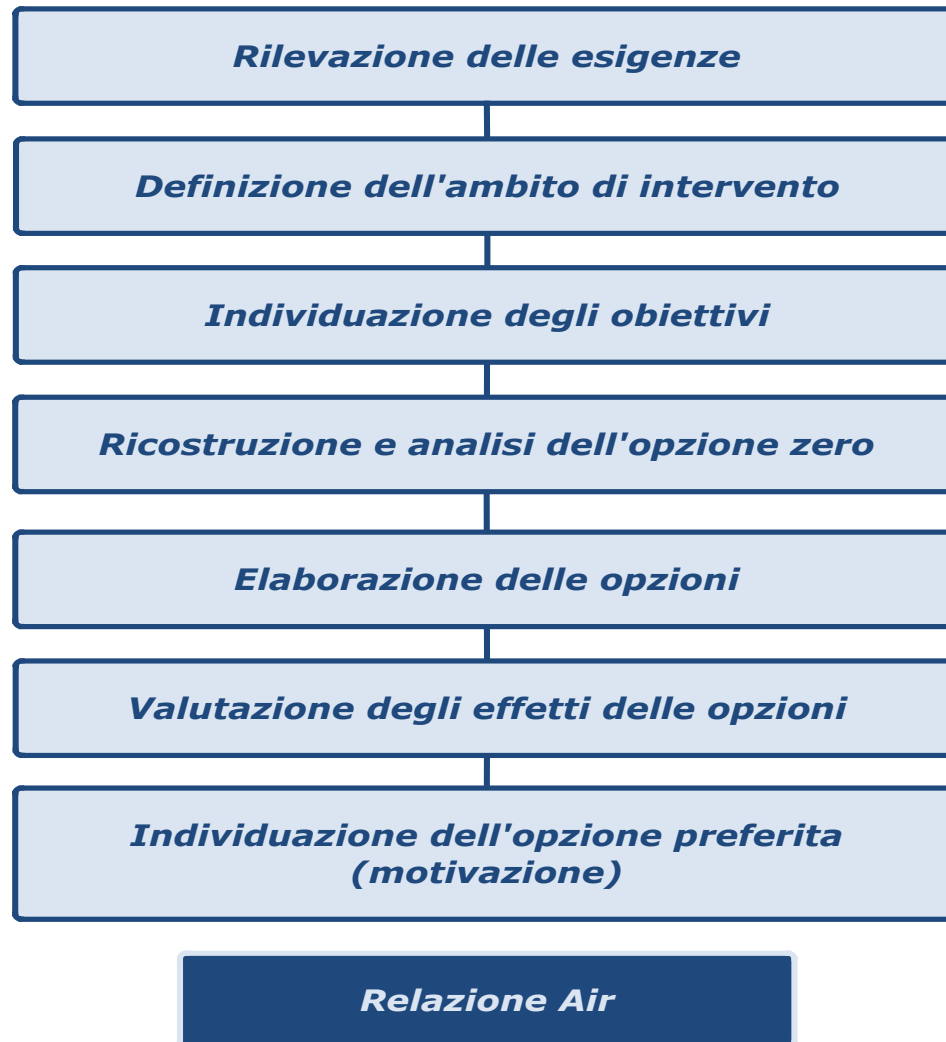 Rilevazione delle esigenze
Definizione dell'ambito di intervento
Individuazione degli obiettivi
Ricostruzione e analisi dell'opzione zero
Elaborazione delle opzioni
Valutazione degli effetti delle opzioni
Individuazione dell'opzione preferita
(motivazione)
Relazione Air